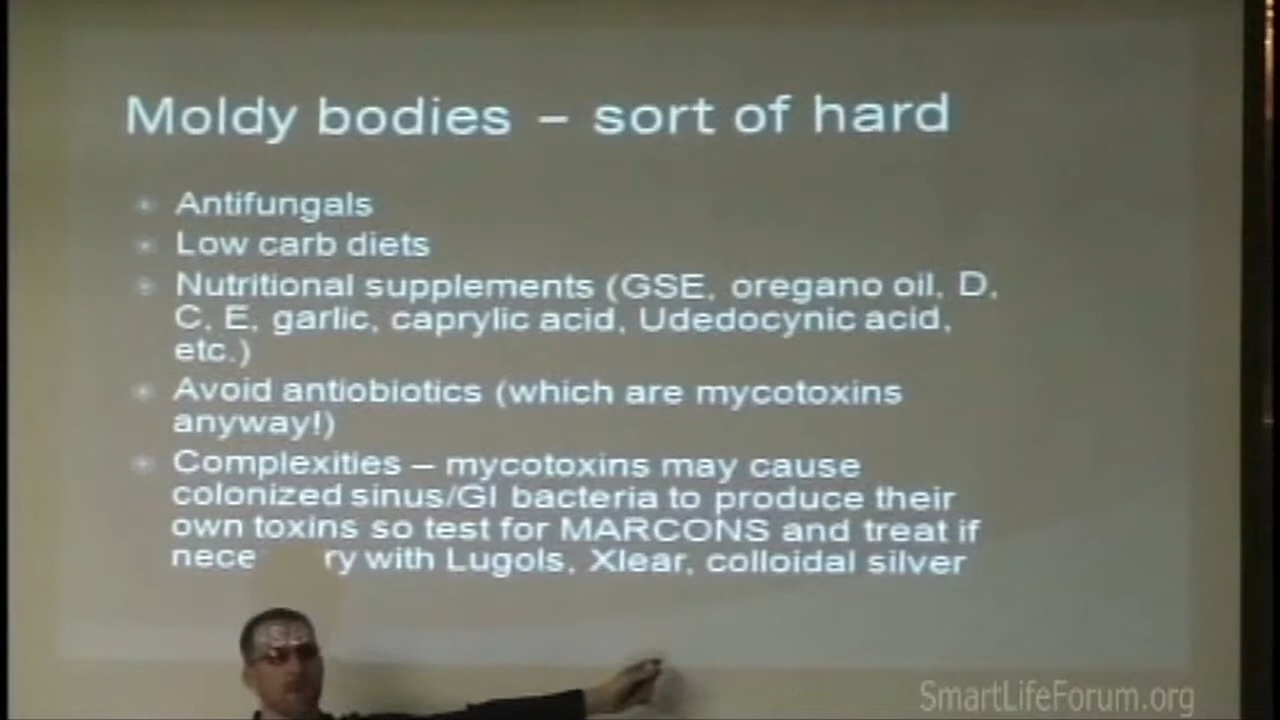 Moldy bodies – sort of hard
Antifungals
Low carb diets
Nutritional supplements (GSE, oregano oil, D,
C, E, garlic, caprylic acid, Udedocynic acid,
etc.)
Avoid antiobiotics (which are mycotoxins
anyway!)
Complexities – mycotoxins may cause
colonized sinus/GI bacteria to produce their
own toxins so test for MARCONS and treat if
with Lugols, Xlear, colloidal silver
SmartLifeForum.org